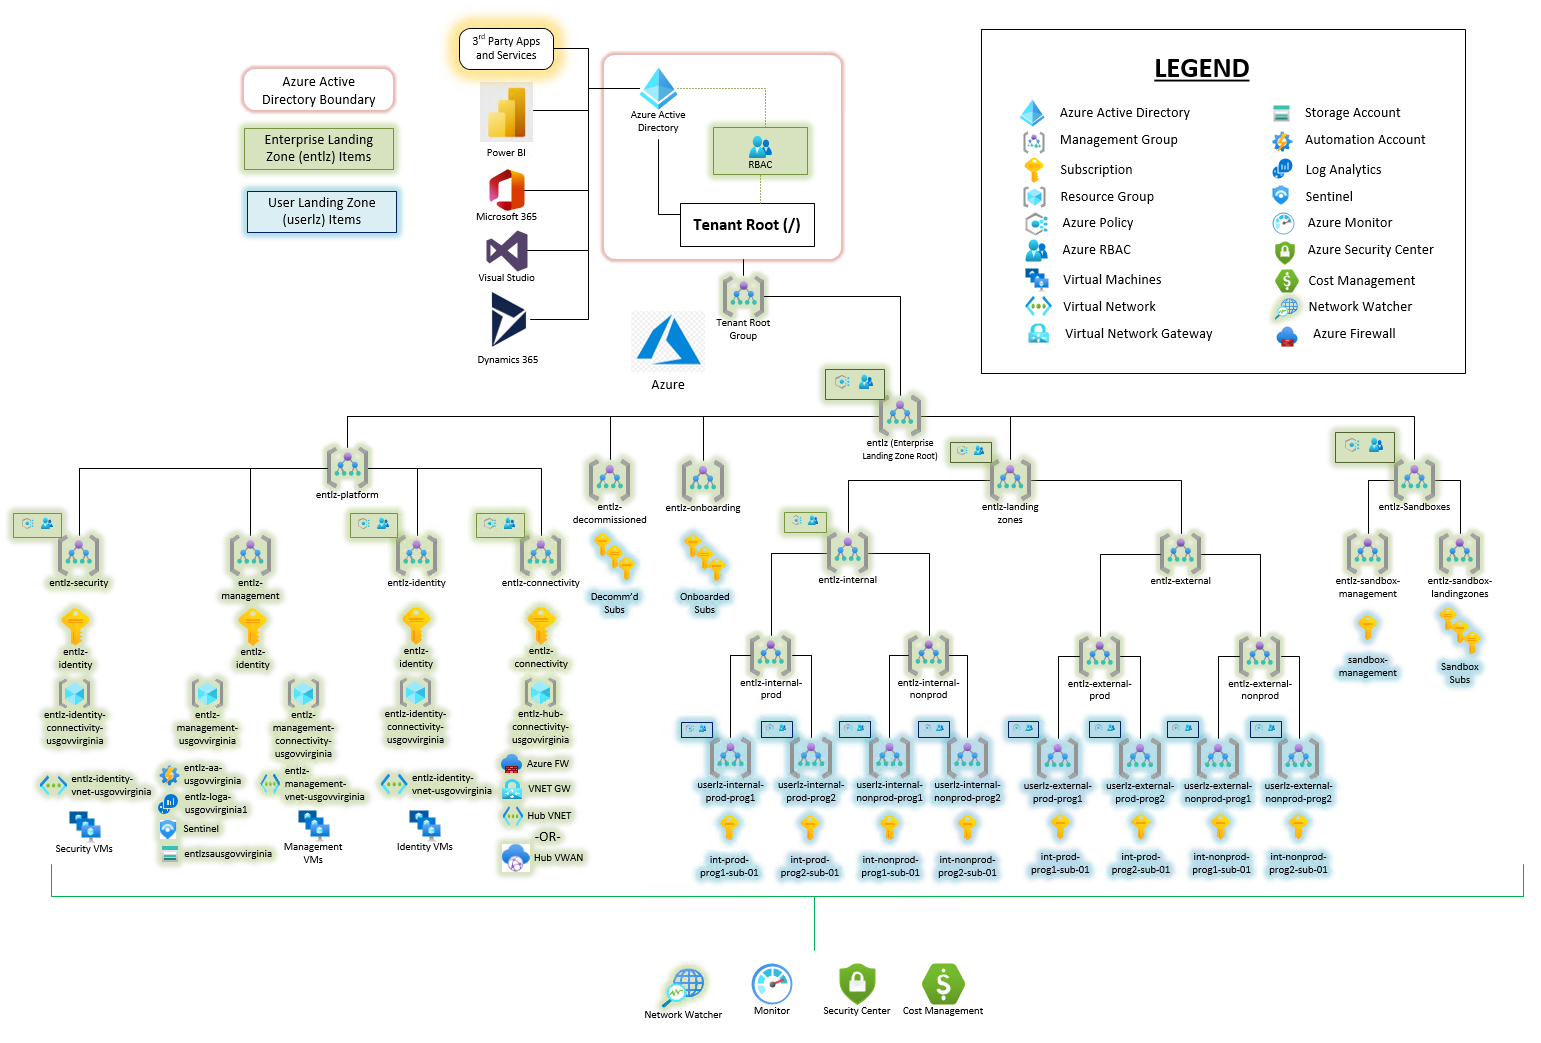 3rd Party Apps
and Services
Azure Active
Directory Boundary
Enterprise Landing
Zone (entlz) Items
User Landing Zone
(userlz) Items
Power BI
Microsoft 365
Visual Studio
Dynamics 365
Azure Active
Directory
RBAC
Tenant Root (/)
Tenant Root
Group
Azure
LEGEND
Azure Active Directory
Management Group
Subscription
Resource Group
Azure Policy
Azure RBAC
Virtual Machines
Virtual Network
Virtual Network Gateway
Storage Account
Automation Account
Log Analytics
Sentinel
Azure Monitor
Azure Security Center
Cost Management
Network Watcher
Azure Firewall
entlz (Enterprise
Landing Zone Root)
entlz-platform
entlz-
decommissioned
entlz-onboarding
entlz-landing
zones
entlz-Sandboxes
entlz-security
entlz-
management
entlz-identity
entlz-connectivity
Decomm'd
Subs
Onboarded
Subs
entlz-internal
entlz-external
entlz-sandbox-
management
entlz-sandbox-
landingzones
entlz-
identity
entlz-
identity
entlz-
identity
entlz-
connectivity
sandbox-
management
Sandbox
Subs
entlz-internal-
prod
entlz-internal-
nonprod
entlz-external-
prod
entlz-external-
nonprod
entlz-identity-
connectivity-
usgovvirginia
entlz-
management-
usgovvirginia
entlz-
management-
connectivity-
usgovvirginia
entlz-identity-
connectivity-
usgovvirginia
entlz-hub-
connectivity-
usgovvirginia
entlz-identity-
vnet-usgovvirginia
entlz-aa-
usgovvirginia
entlz-loga-
usgovvirginia1
Sentinel
entlzsausgovvirginia
entlz-
management-
vnet-usgovvirginia
entlz-identity-
vnet-usgovvirginia
Azure FW
VNET GW
Hub VNET
-OR-
Hub VWAN
Security VMs
Management
VMs
Identity VMs
userlz-internal-
prod-prog1
userlz-internal-
prod-prog2
userlz-internal-
nonprod-prog1
userlz-internal-
nonprod-prog2
userlz-external-
prod-prog1
userlz-external-
prod-prog2
userlz-external-
nonprod-prog1
userlz-external-
nonprod-prog2
int-prod-
prog1-sub-01
int-prod-
prog2-sub-01
int-nonprod-
prog1-sub-01
int-nonprod-
prog2-sub-01
int-prod-
prog1-sub-01
int-prod-
prog2-sub-01
int-nonprod-
prog1-sub-01
int-nonprod-
prog2-sub-01
Network Watcher
Monitor
Security Center
Cost Management